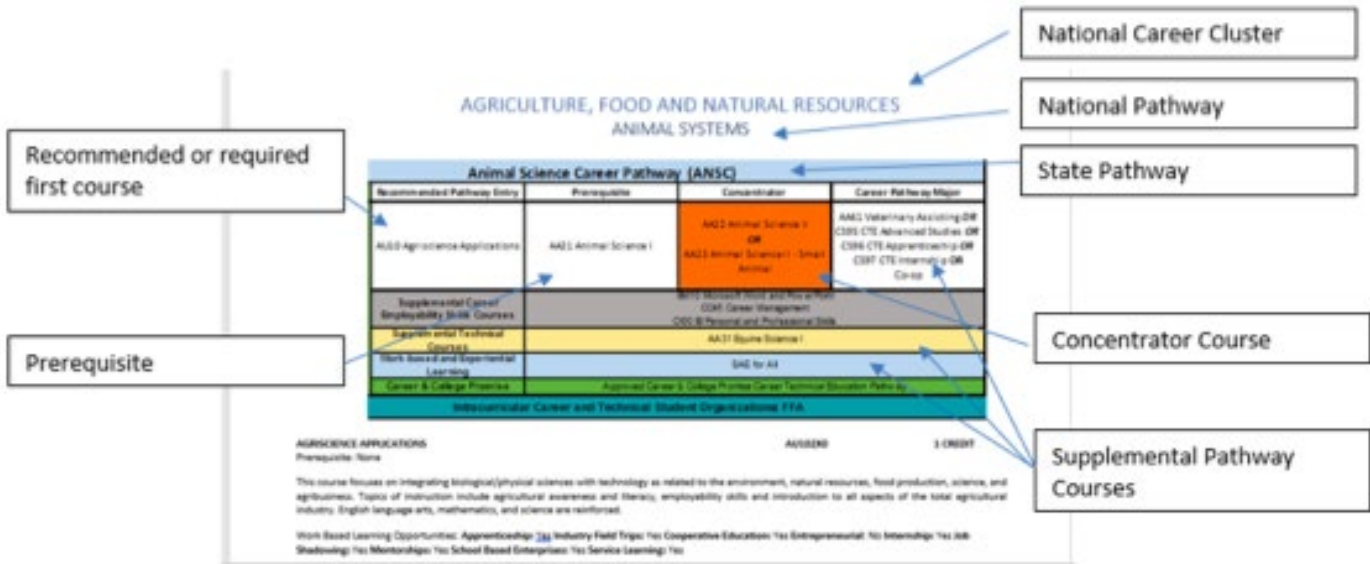 National Career Cluster
AGRICULTURE, FOOD AND NATURAL RESOURCES
National Pathway
ANIMAL SYSTEMS
Recommended or required
first course
State Pathway
Animal Science Career Pathway (ANSC)
Recommended Pathway Entry Prerequisite Concentrator Career Pathway Major
AU10 Agriscience Applications
AA21 Animal Science I
AA22 Animal Science II
OR
AA23 Animal Science I - Small
Animal
AA61 Veterinary Assisting OR
CS95 CTE Advanced Studies OR
CS96 CTE Apprenticeship OR
CS97 CTE Internship OR
Co-op
Supplemental Career
Employability Skills Courses
Microsoft Word and PowerPoint
CC45 Career Management
Personal and Professional Skills
Supplemental Technical
Courses
AA31 Equine Science I
Work Based and Experiential
Learning
SAE for All
Career & College Promise
Approved Career & College Promise Career Technical Education Pathway
Intracurricular Career and Technical Student Organizations: FFA
Prerequisite
Concentrator Course
Supplemental Pathway
Courses
AGRISCIENCE APPLICATIONS 1 CREDIT
Prerequisite: None
This course focuses on integrating biological/physical sciences with technology as related to the environment, natural resources, food production, science, and
agribusiness. Topics of instruction include agricultural awareness and literacy, employability skills and introduction to all aspects of the total agricultural
industry. English language arts, mathematics, and science are reinforced.
Work Based Learning Opportunities: Apprenticeship: Yes Industry Field Trips: Yes Cooperative Education: Yes Entrepreneurial: No Internship: Yes Job
Shadowing: Yes Mentorships: Yes School Based Enterprises: Yes Service Learning: Yes